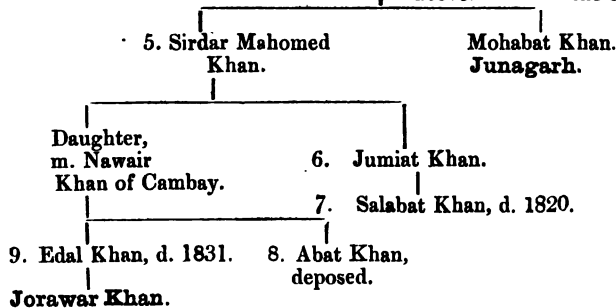 5. Sirdar Mahomed
Khan.
Mohabat Khan.
Junagarh.
Daughter,
m. Nawair
Khan of Cambay.
6. Jumiat Khan.
7. Salabat Khan, d. 1820.
9. Edal Khan, d. 1831.
8. Abat Khan,
deposed.
Jorawar Khan.